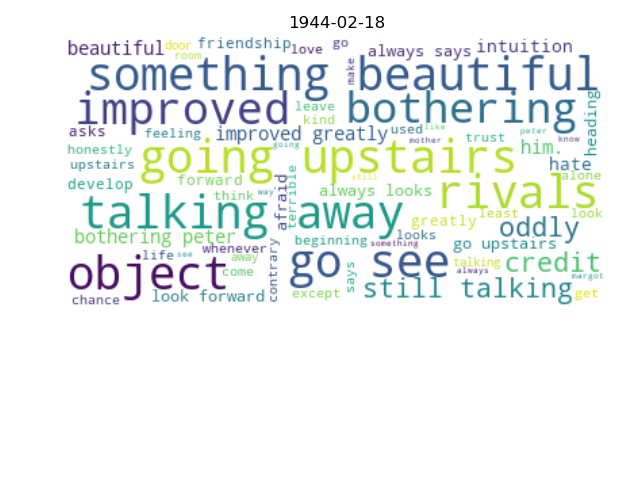 1944-02-18
beautiful door friendship love go always says intuition
room
something beautiful
make
improved leave bothering heading
kind
asks feeling improved greatly used like trust peter know
mother
honestly going going upstairs him.
upstairs hate
still alone
develop forward afraid terrible think way always looks rivals
talking away greatly least look
oddly
bothering peter beginning looks go upstairs
something
whenever contrary
life see away go see talking credit
object come says always margot
chance look forward except still talking get